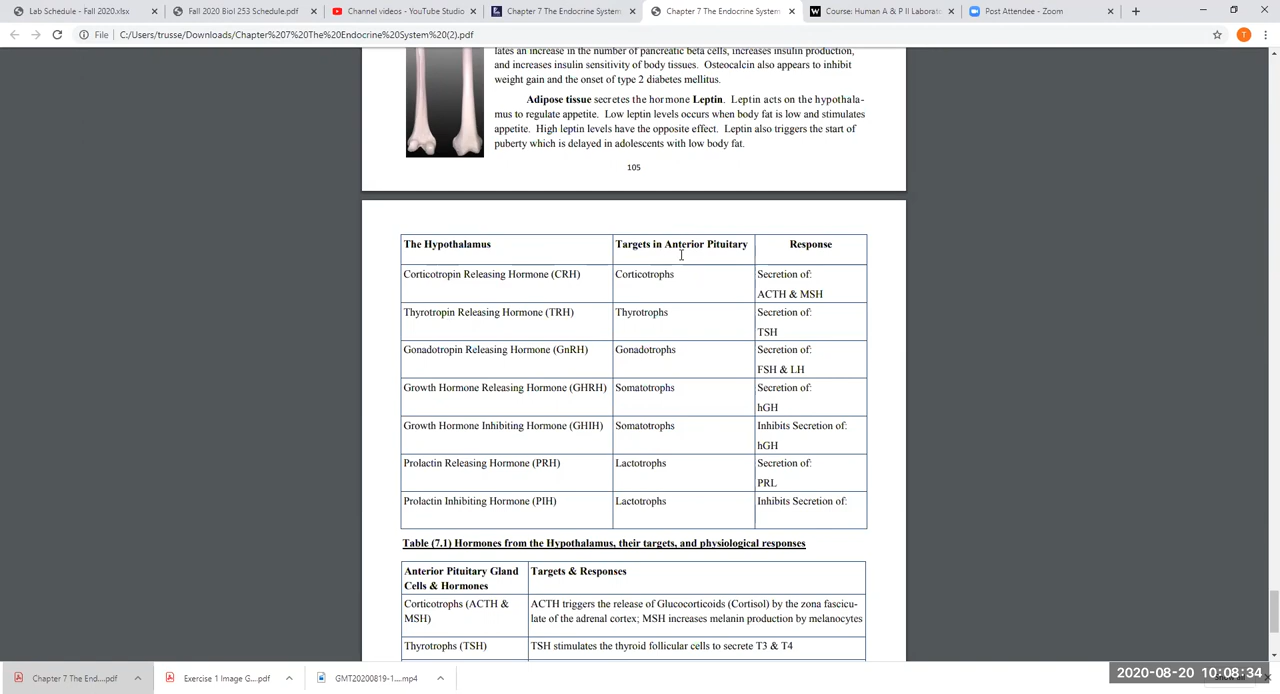 Lab Schedule - Fall 2020.xlsx
Fall 2020 Biol 253 Schedule.pdf
Channel videos - YouTube Studio
Chapter 7 The Endocrine System
Chapter 7 The Endocrine System
Course: Human A & P II Laborat
Post Attendee - Zoom
File | C:/Users/trusse/Downloads/Chapter%207%20The%20Endocrine%20System%20(2).pdf
T
lates an increase in the number of pancreatic beta cells, increases insulin production,
and increases insulin sensitivity of body tissues. Osteocalcin also appears to inhibit
weight gain and the onset of type 2 diabetes mellitus.
Adipose tissue secretes the hormone Leptin. Leptin acts on the hypothala-
mus to regulate appetite. Low leptin levels occurs when body fat is low and stimulates
appetite. High leptin levels have the opposite effect. Leptin also triggers the start of
puberty which is delayed in adolescents with low body fat.
105
The Hypothalamus Targets in Anterior Pituitary Response
Corticotropin Releasing Hormone (CRH) Corticotrophs Secretion of:
ACTH & MSH
Thyrotropin Releasing Hormone (TRH) Thyrotrophs Secretion of:
TSH
Gonadotropin Releasing Hormone (GnRH) Gonadotrophs Secretion of:
FSH & LH
Growth Hormone Releasing Hormone (GHRH) Somatotrophs Secretion of:
hGH
Growth Hormone Inhibiting Hormone (GHIH) Somatotrophs Inhibits Secretion of:
hGH
Prolactin Releasing Hormone (PRH) Lactotrophs Secretion of:
PRL
Prolactin Inhibiting Hormone (PIH) Lactotrophs Inhibits Secretion of:
Table (7.1) Hormones from the Hypothalamus, their targets, and physiological responses
Anterior Pituitary Gland Targets & Responses
Cells & Hormones
Corticotrophs (ACTH & ACTH triggers the release of Glucocorticoids (Cortisol) by the zona fascicu-
MSH) late of the adrenal cortex; MSH increases melanin production by melanocytes
Thyrotrophs (TSH) TSH stimulates the thyroid follicular cells to secrete T3 & T4
Chapter 7 The End....pdf
Exercise 1 Image G...pdf
GMT20200819-1....mp4
2020-08-20 10:08:34